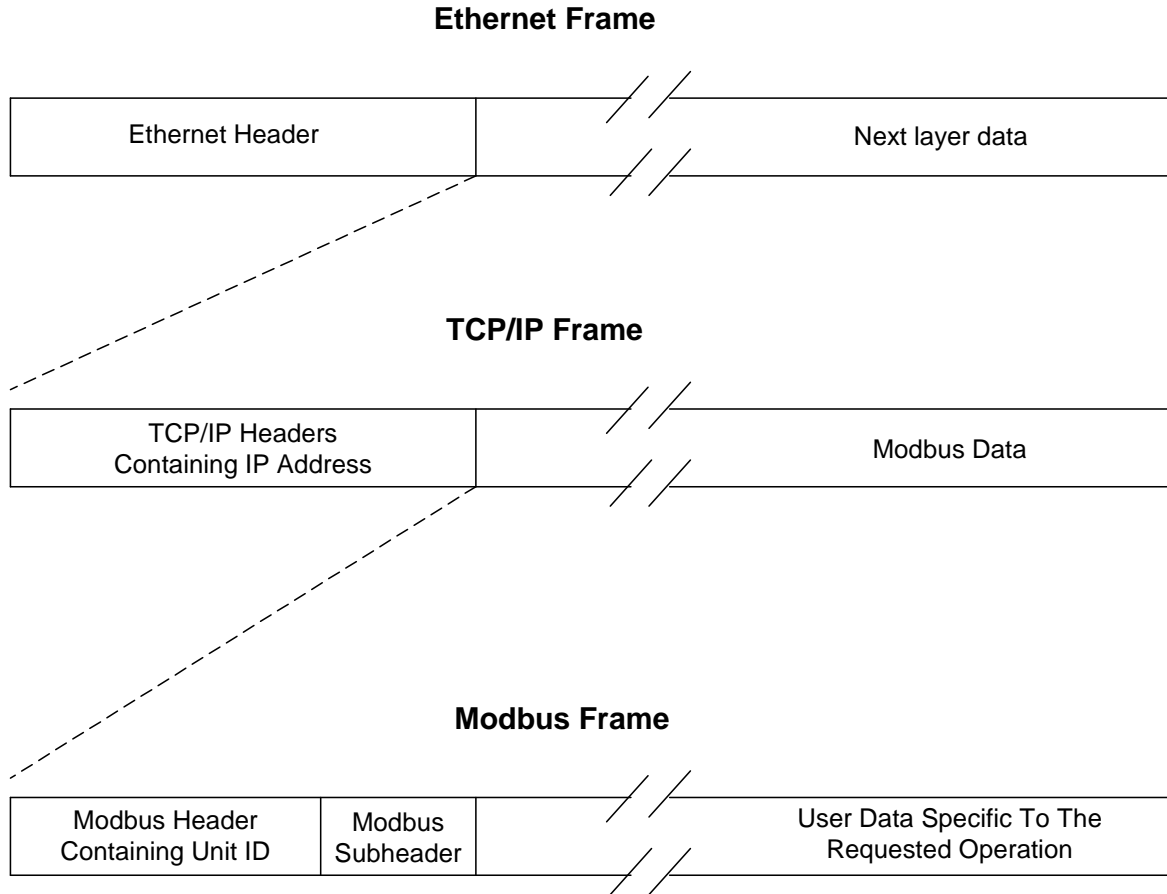 Ethernet Frame
Ethernet Header
Next layer data
TCP/IP Frame
TCP/IP Headers
Containing IP Address
Modbus Data
Modbus Frame
Modbus Header
Containing Unit ID
Modbus
Subheader
User Data Specific To The
Requested Operation